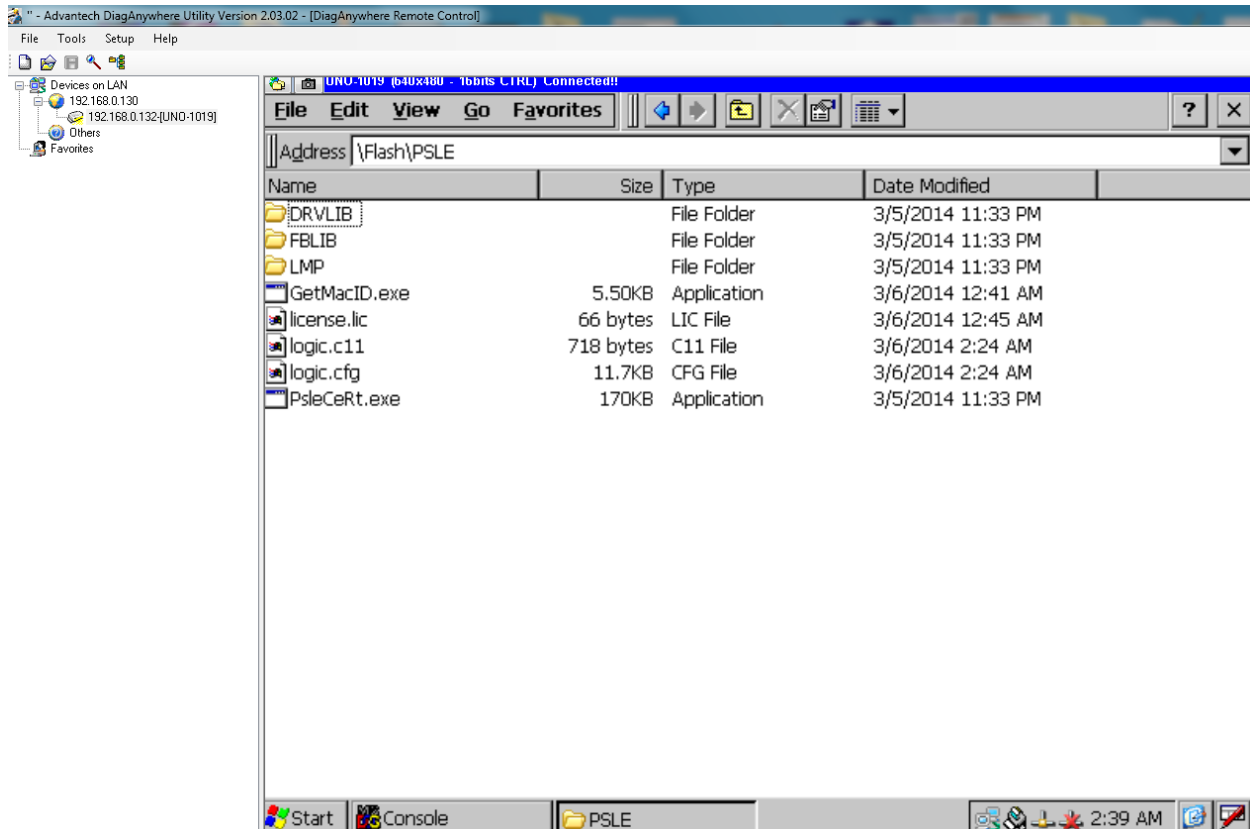 " - Advantech DiagAnywhere Utility Version 2.03.02 - [DiagAnywhere Remote Control]
File Tools Setup Help
Devices on LAN
192.168.0.130
192.168.0.132-[UNO-1019]
Others
Favorites
UNO-1019 (640x480 - 16bits CTRL) Connected!!
File Edit View Go Favorites ?
Address \Flash\PSLE
Name Size Type Date Modified
DRVLIB File Folder 3/5/2014 11:33 PM
FBLIB File Folder 3/5/2014 11:33 PM
LMP File Folder 3/5/2014 11:33 PM
GetMacID.exe 5.50KB Application 3/6/2014 12:41 AM
license.lic 66 bytes LIC File 3/6/2014 12:45 AM
logic.c11 718 bytes C11 File 3/6/2014 2:24 AM
logic.cfg 11.7KB CFG File 3/6/2014 2:24 AM
PsleCeRt.exe 170KB Application 3/5/2014 11:33 PM
Start Console PSLE 2:39 AM